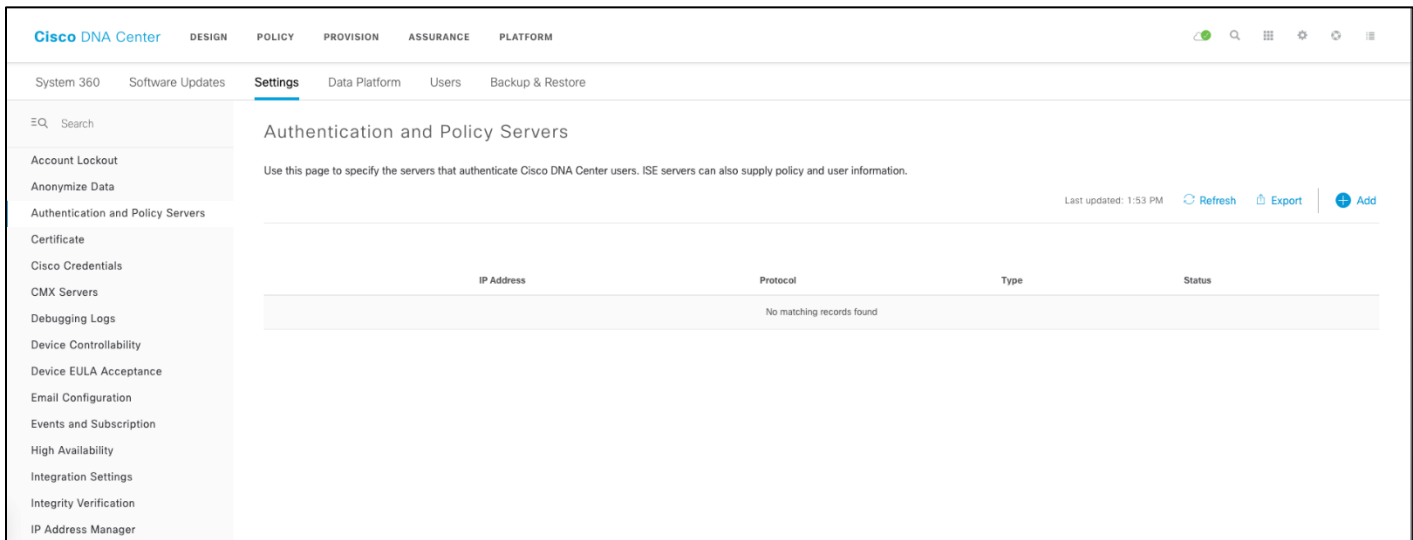 Cisco DNA Center DESIGN POLICY PROVISION ASSURANCE PLATFORM
System 360 Software Updates Settings Data Platform Users Backup & Restore
Search
Account Lockout
Anonymize Data
Authentication and Policy Servers
Certificate
Cisco Credentials
CMX Servers
Debugging Logs
Device Controllability
Device EULA Acceptance
Email Configuration
Events and Subscription
High Availability
Integration Settings
Integrity Verification
IP Address Manager
Authentication and Policy Servers
Use this page to specify the servers that authenticate Cisco DNA Center users. ISE servers can also supply policy and user information.
Last updated: 1:53 PM Refresh Export Add
IP Address Protocol Type Status
No matching records found